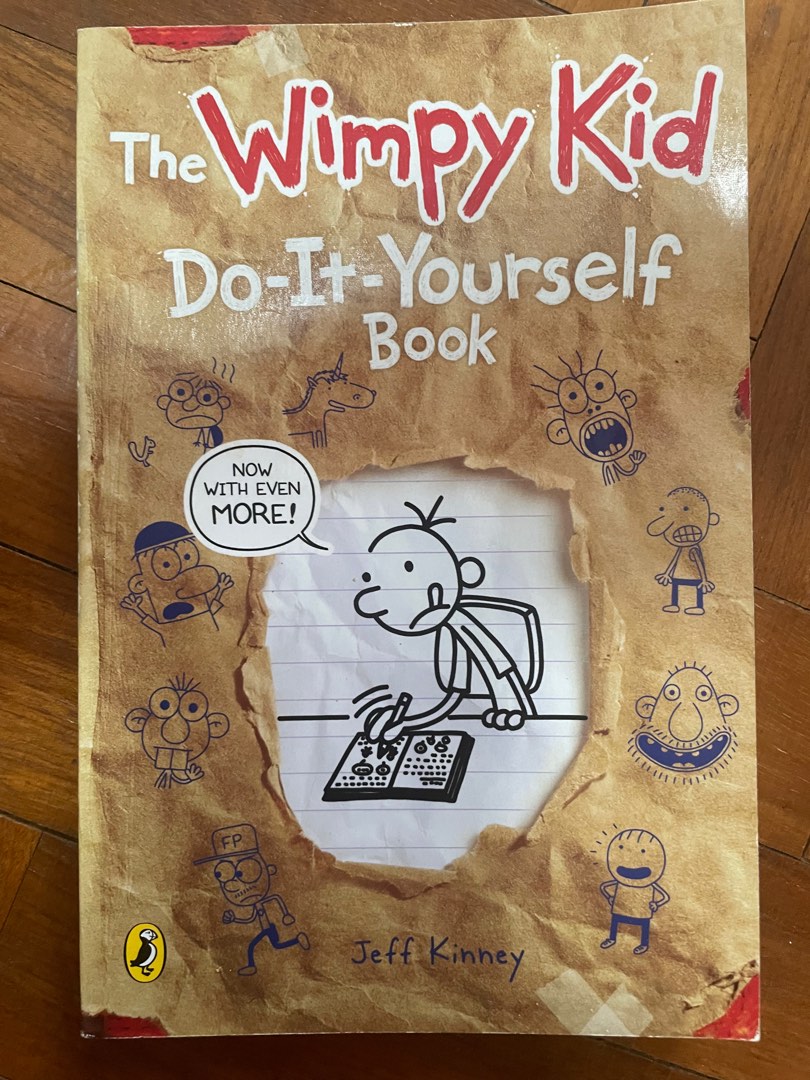 The Wimpy Kid
Do-It-Yourself
Book
NOW
WITH EVEN
MORE!
FP
Jeff Kinney